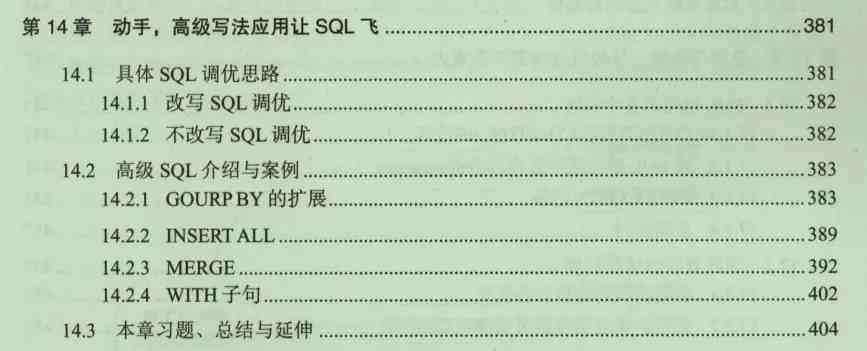 第 14 章 动手，高级写法应用让 SQL 飞 381
14.1 具体 SQL 调优思路 381
14.1.1 改写 SQL 调优 382
14.1.2 不改写 SQL 调优 382
14.2 高级 SQL 介绍与案例 383
14.2.1 GOURP BY 的扩展 383
14.2.2 INSERT ALL 389
14.2.3 MERGE 392
14.2.4 WITH 子句 402
14.3 本章习题、总结与延伸 404